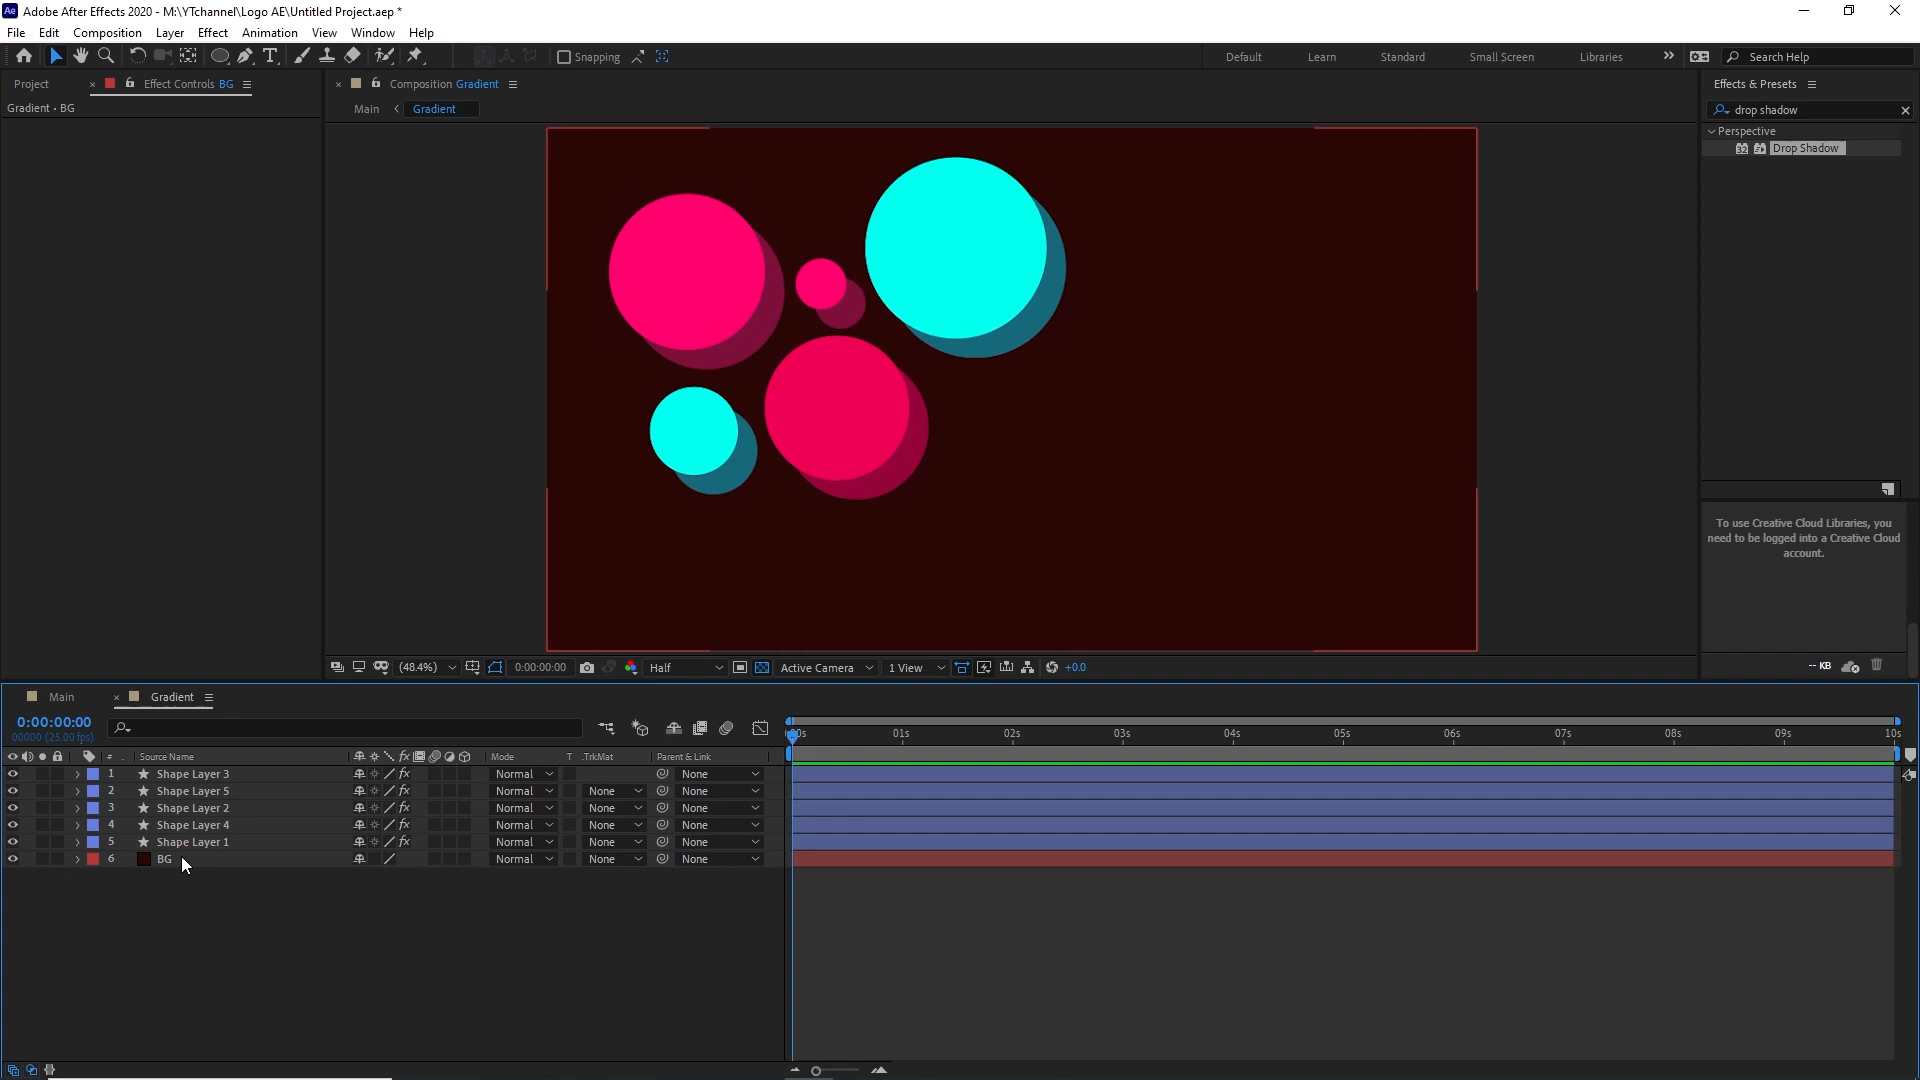 Adobe After Effects 2020 - M:\YTchannel\Logo AE\Untitled Project.aep *
File Edit Composition Layer Effect Animation View Window Help
Snapping Default Learn Standard Small Screen Libraries Search Help
Project Effect Controls BG Composition Gradient Effects & Presets
Gradient • BG Main Gradient drop shadow
Perspective
32 Drop Shadow
To use Creative Cloud Libraries, you
need to be logged into a Creative Cloud
account.
(48.4%) 0:00:00:00 Half Active Camera 1 View +0.0 -- KB
Main Gradient
0:00:00:00
00000 (25.00 fps)
01s 02s 03s 04s 05s 06s 07s 08s 09s 10s
# Source Name Mode T .TrkMat Parent & Link
1 Shape Layer 3 Normal None
2 Shape Layer 5 Normal None None
3 Shape Layer 2 Normal None None
4 Shape Layer 4 Normal None None
5 Shape Layer 1 Normal None None
6 BG Normal None None